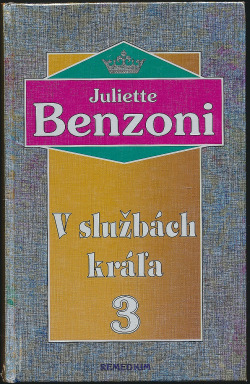 Juliette
Benzoni
V službách
kráľa
3
REMEDIUM